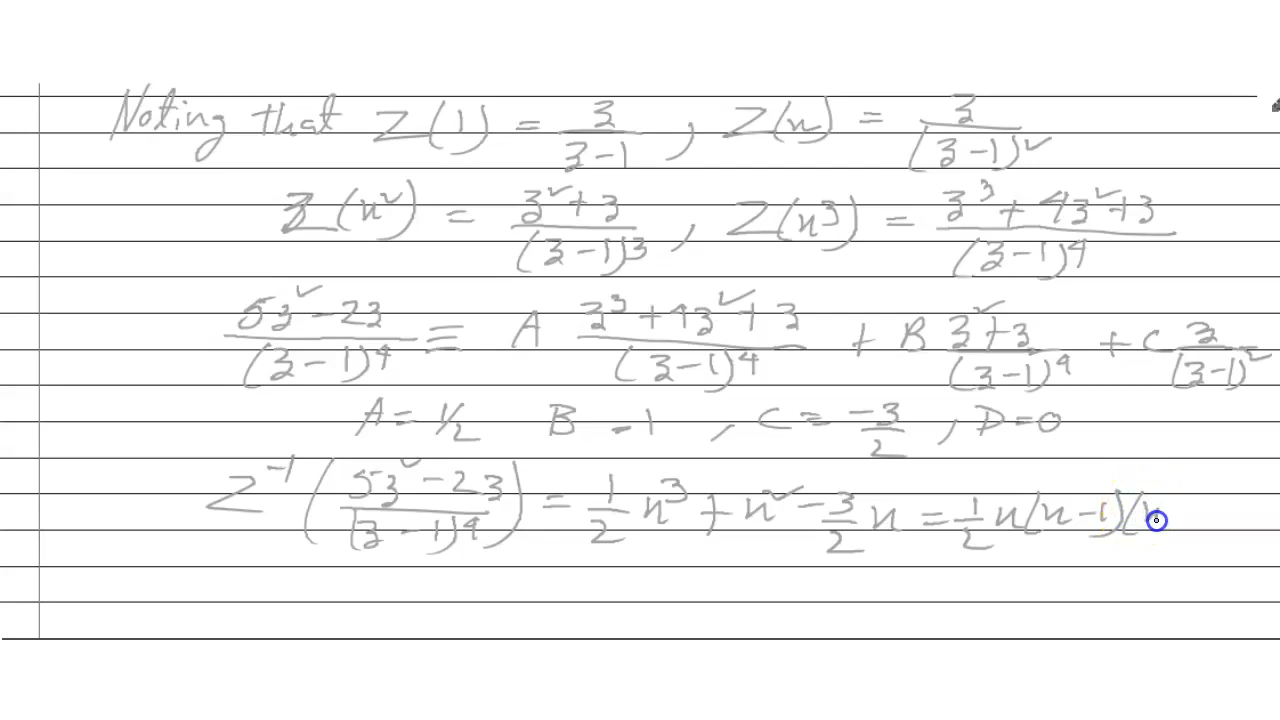 Noting that Z(1) = z/(z-1), Z(n) = z/(z-1)²
Z(n²) = (z²+z)/(z-1)³, Z(n³) = (z³+4z²+z)/(z-1)⁴
(5z²-2z)/(z-1)⁴ ≡ A (z³+4z²+z)/(z-1)⁴ + B (z²+z)/(z-1)⁴ + C z/(z-1)²
A = 1/2 B = 1, C = -3/2, D = 0
Z⁻¹((5z²-2z)/(z-1)⁴) = 1/2 n³ + n² - 3/2 n = 1/2 n(n-1)(n